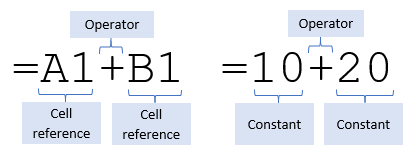 Operator
=A1+B1
Cell
reference
Cell
reference
Operator
=10+20
Constant
Constant